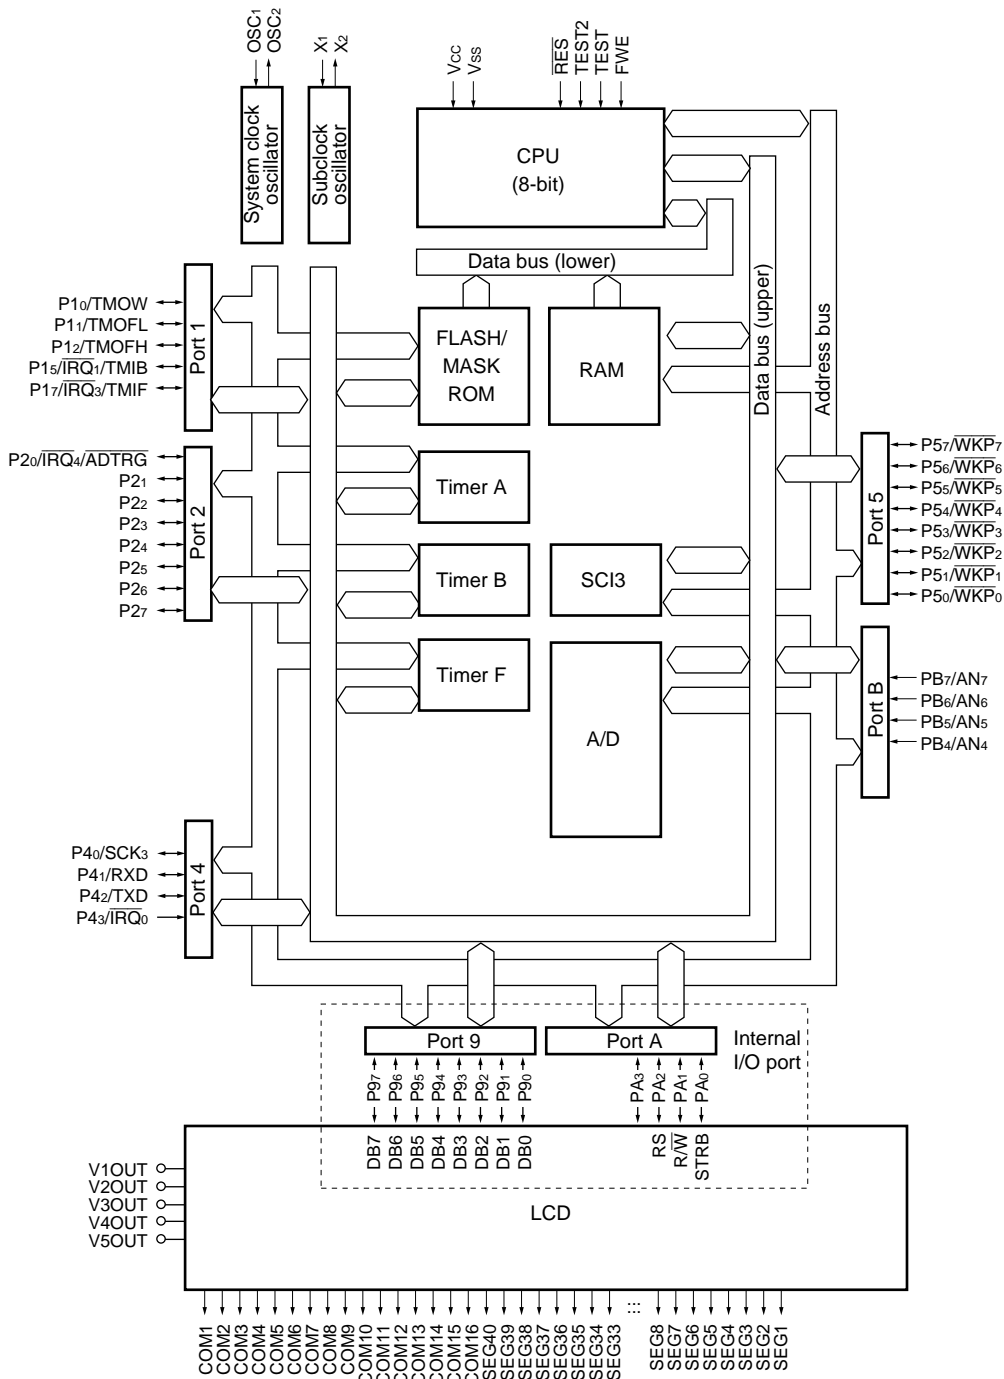 OSC1
OSC2
X1
X2
System clock oscillator
Subclock oscillator
VCC
VSS
RES
TEST2
TEST
FWE
CPU
(8-bit)
Data bus (lower)
Data bus (upper)
Address bus
FLASH/
MASK
ROM
RAM
Timer A
Timer B
SCI3
Timer F
A/D
P10/TMOW
P11/TMOFL
P12/TMOFH
P15/IRQ1/TMIB
P17/IRQ3/TMIF
Port 1
P20/IRQ4/ADTRG
P21
P22
P23
P24
P25
P26
P27
Port 2
P40/SCK3
P41/RXD
P42/TXD
P43/IRQ0
Port 4
Port 5
P57/WKP7
P56/WKP6
P55/WKP5
P54/WKP4
P53/WKP3
P52/WKP2
P51/WKP1
P50/WKP0
Port B
PB7/AN7
PB6/AN6
PB5/AN5
PB4/AN4
Port 9
Port A
Internal
I/O port
P97
P96
P95
P94
P93
P92
P91
P90
PA3
PA2
PA1
PA0
DB7
DB6
DB5
DB4
DB3
DB2
DB1
DB0
RS
R/W
STRB
V1OUT
V2OUT
V3OUT
V4OUT
V5OUT
LCD
COM1
COM2
COM3
COM4
COM5
COM6
COM7
COM8
COM9
COM10
COM11
COM12
COM13
COM14
COM15
COM16
SEG40
SEG39
SEG38
SEG37
SEG36
SEG35
SEG34
SEG33
:::
SEG8
SEG7
SEG6
SEG5
SEG4
SEG3
SEG2
SEG1